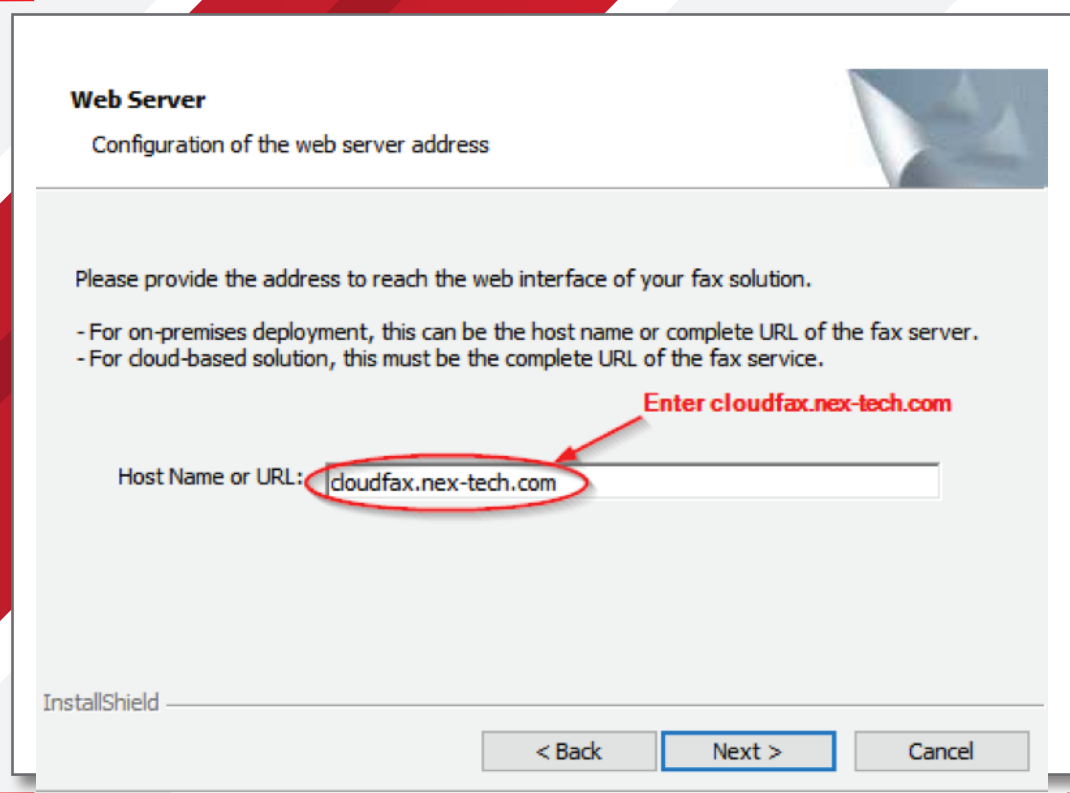 Web Server
Configuration of the web server address
Please provide the address to reach the web interface of your fax solution.
- For on-premises deployment, this can be the host name or complete URL of the fax server.
- For cloud-based solution, this must be the complete URL of the fax service.
Enter cloudfax.nex-tech.com
Host Name or URL: cloudfax.nex-tech.com
InstallShield
< Back Next > Cancel